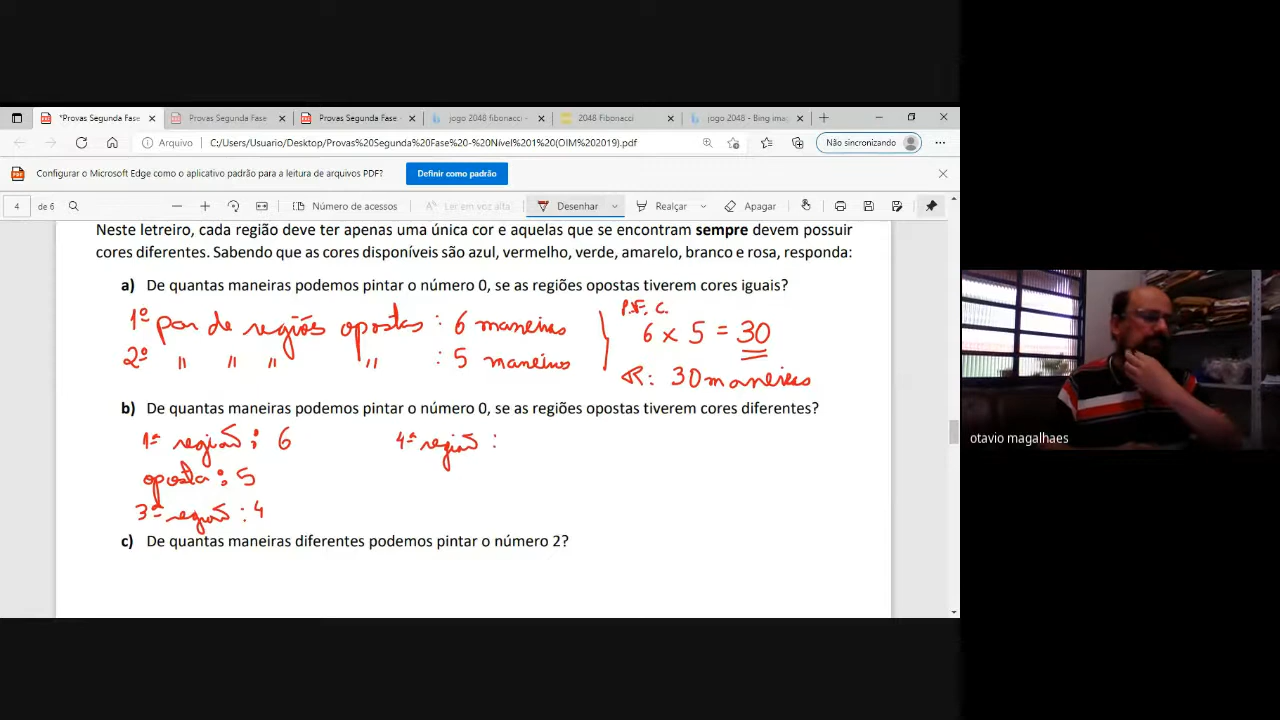 *Provas Segunda Fase
Provas Segunda Fase
Provas Segunda Fase -
jogo 2048 fibonacci -
2048 Fibonacci
jogo 2048 - Bing ima
Arquivo
C:/Users/Usuario/Desktop/Provas%20Segunda%20Fase%20-%20Nível%201%20(OIM%202019).pdf
Não sincronizando
Configurar o Microsoft Edge como o aplicativo padrão para a leitura de arquivos PDF?
Definir como padrão
4 de 6
Número de acessos
Ler em voz alta
Desenhar
Realçar
Apagar
Neste letreiro, cada região deve ter apenas uma única cor e aquelas que se encontram sempre devem possuir
cores diferentes. Sabendo que as cores disponíveis são azul, vermelho, verde, amarelo, branco e rosa, responda:
a) De quantas maneiras podemos pintar o número 0, se as regiões opostas tiverem cores iguais?
1º par de regiões opostas : 6 maneiras
2º " " " " : 5 maneiras
P.F.C.
6 x 5 = 30
R: 30 maneiras
b) De quantas maneiras podemos pintar o número 0, se as regiões opostas tiverem cores diferentes?
1ª região : 6
4ª região :
oposta : 5
3ª região : 4
c) De quantas maneiras diferentes podemos pintar o número 2?
otavio magalhaes